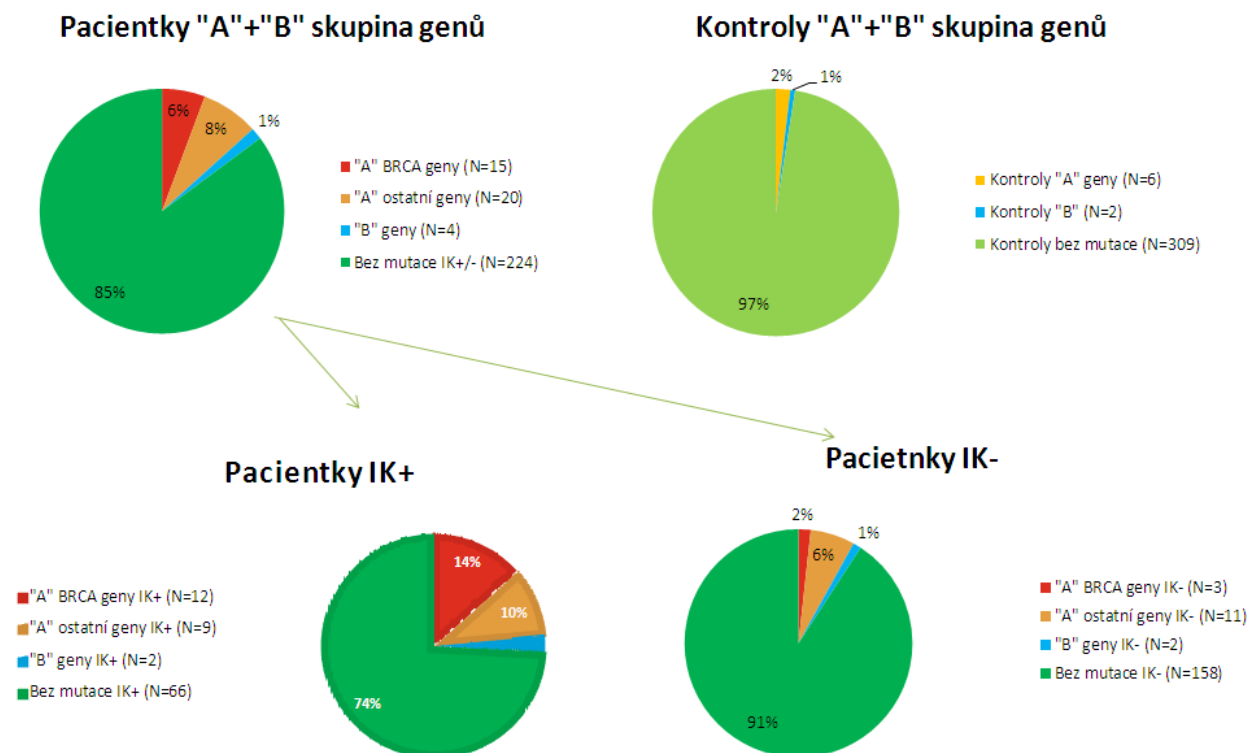 Pacientky "A"+"B" skupina genů
6%
8%
1%
85%
"A" BRCA geny (N=15)
"A" ostatní geny (N=20)
"B" geny (N=4)
Bez mutace IK+/- (N=224)
Kontroly "A"+"B" skupina genů
2%
1%
97%
Kontroly "A" geny (N=6)
Kontroly "B" (N=2)
Kontroly bez mutace (N=309)
Pacientky IK+
"A" BRCA geny IK+ (N=12)
"A" ostatní geny IK+ (N=9)
"B" geny IK+ (N=2)
Bez mutace IK+ (N=66)
14%
10%
74%
Pacietnky IK-
2%
6%
1%
91%
"A" BRCA geny IK- (N=3)
"A" ostatní geny IK- (N=11)
"B" geny IK- (N=2)
Bez mutace IK- (N=158)